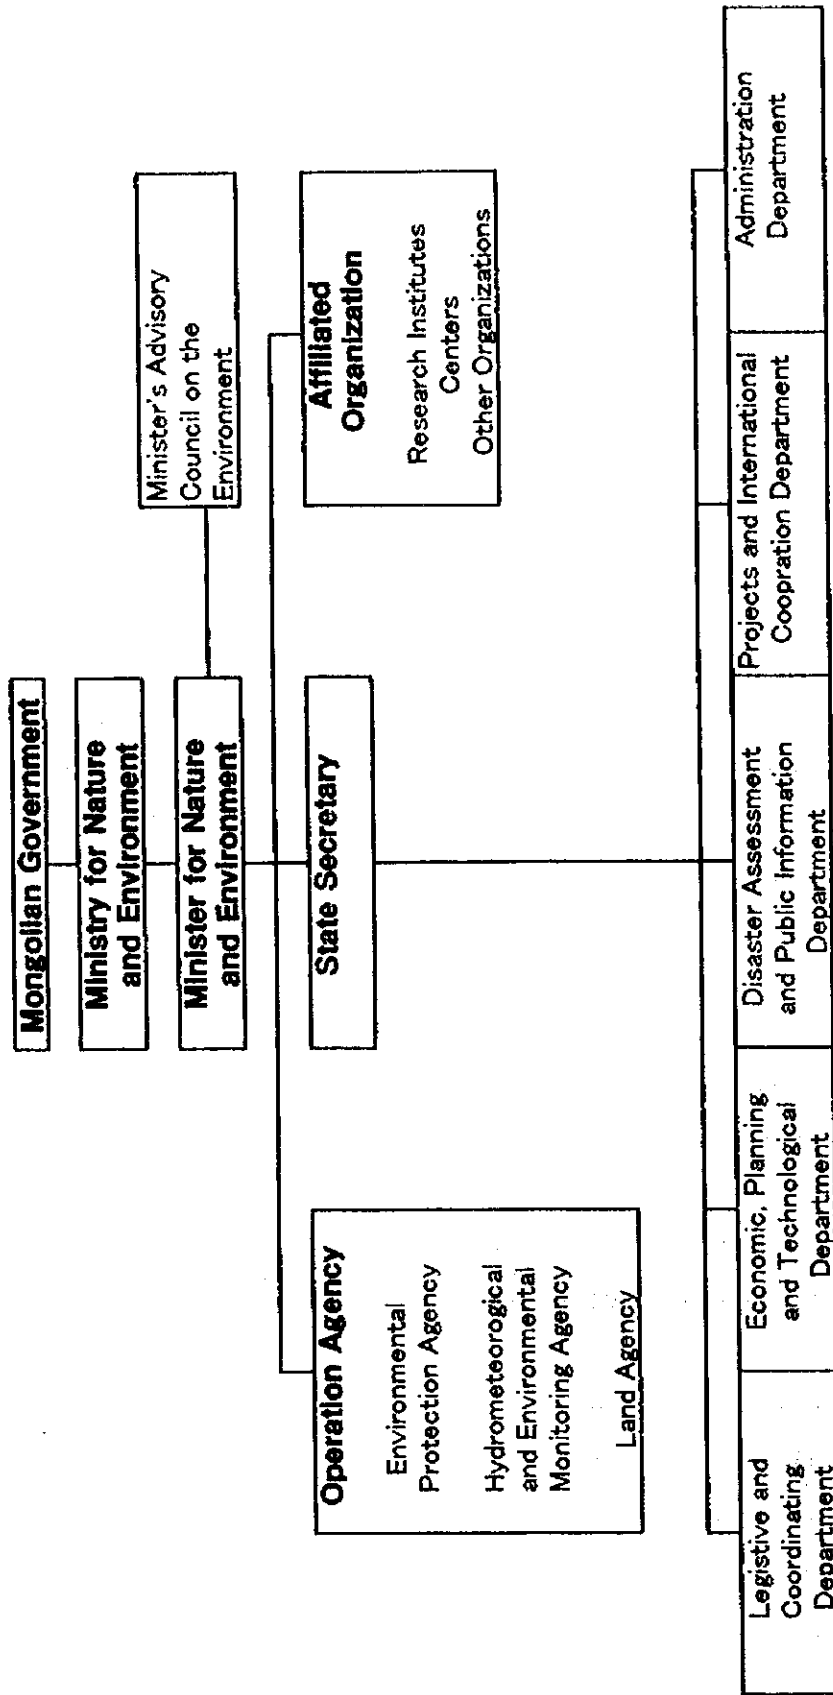 Mongolian Government
Ministry for Nature
and Environment
Minister for Nature
and Environment
Minister's Advisory
Council on the
Environment
State Secretary
Operation Agency
Environmental
Protection Agency
Hydrometeorogical
and Environmental
Monitoring Agency
Land Agency
Affiliated
Organization
Research Institutes
Centers
Other Organizations
Legistive and
Coordinating
Department
Economic, Planning
and Technological
Department
Disaster Assessment
and Public Information
Department
Projects and International
Coopration Department
Administration
Department